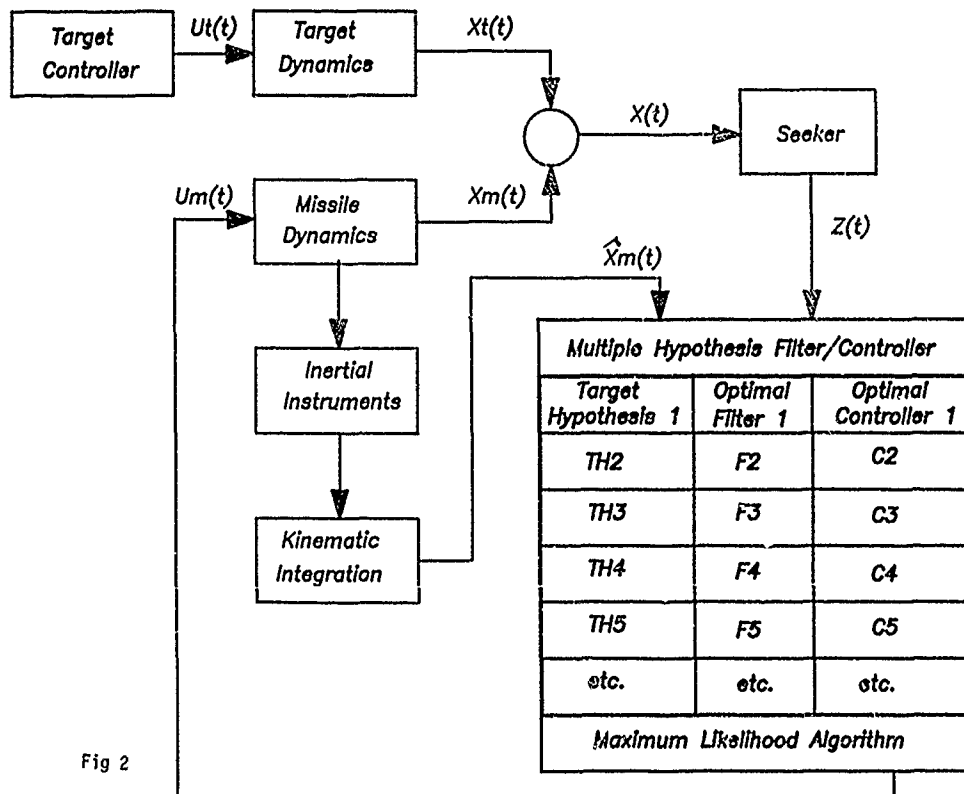 Target
Controller
Ut(t)
Target
Dynamics
Xt(t)
X(t)
Seeker
Um(t)
Missile
Dynamics
Xm(t)
Z(t)
X̂m(t)
Inertial
Instruments
Kinematic
Integration
Multiple Hypothesis Filter/Controller
Target Hypothesis 1 Optimal Filter 1 Optimal Controller 1
TH2 F2 C2
TH3 F3 C3
TH4 F4 C4
TH5 F5 C5
etc. etc. etc.
Maximum Likelihood Algorithm
Fig 2